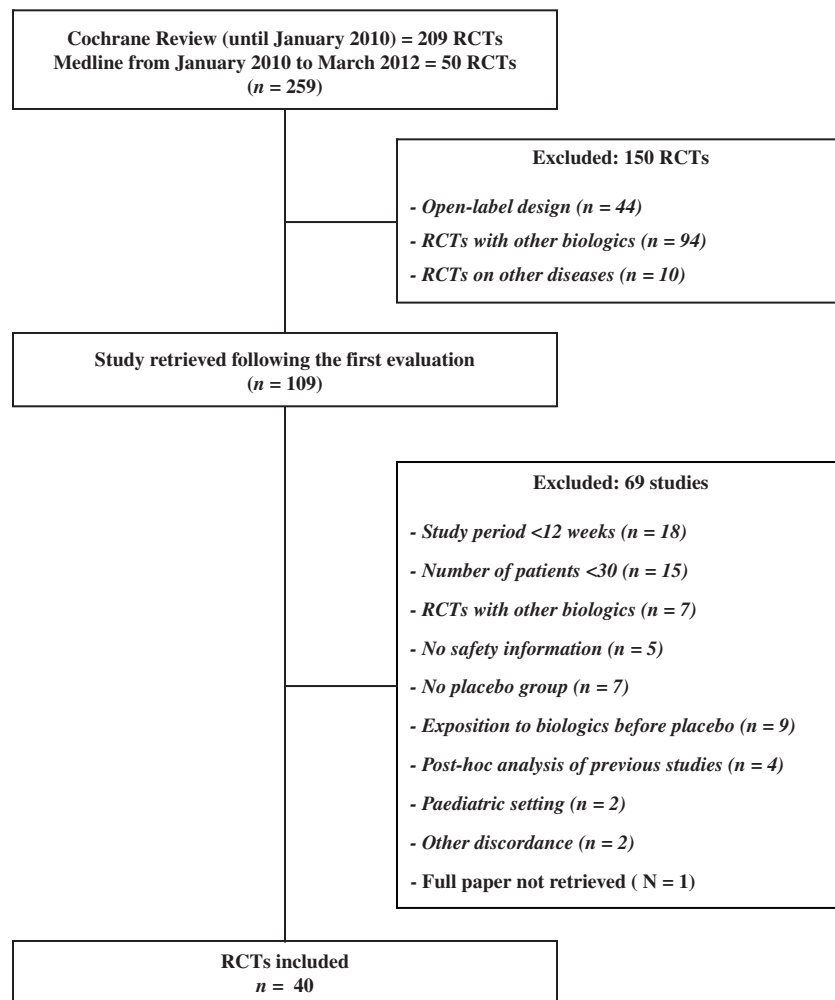 Cochrane Review (until January 2010) = 209 RCTs
Medline from January 2010 to March 2012 = 50 RCTs
(n = 259)
Excluded: 150 RCTs
- Open-label design (n = 44)
- RCTs with other biologics (n = 94)
- RCTs on other diseases (n = 10)
Study retrieved following the first evaluation
(n = 109)
Excluded: 69 studies
- Study period <12 weeks (n = 18)
- Number of patients <30 (n = 15)
- RCTs with other biologics (n = 7)
- No safety information (n = 5)
- No placebo group (n = 7)
- Exposition to biologics before placebo (n = 9)
- Post-hoc analysis of previous studies (n = 4)
- Paediatric setting (n = 2)
- Other discordance (n = 2)
- Full paper not retrieved ( N = 1)
RCTs included
n = 40